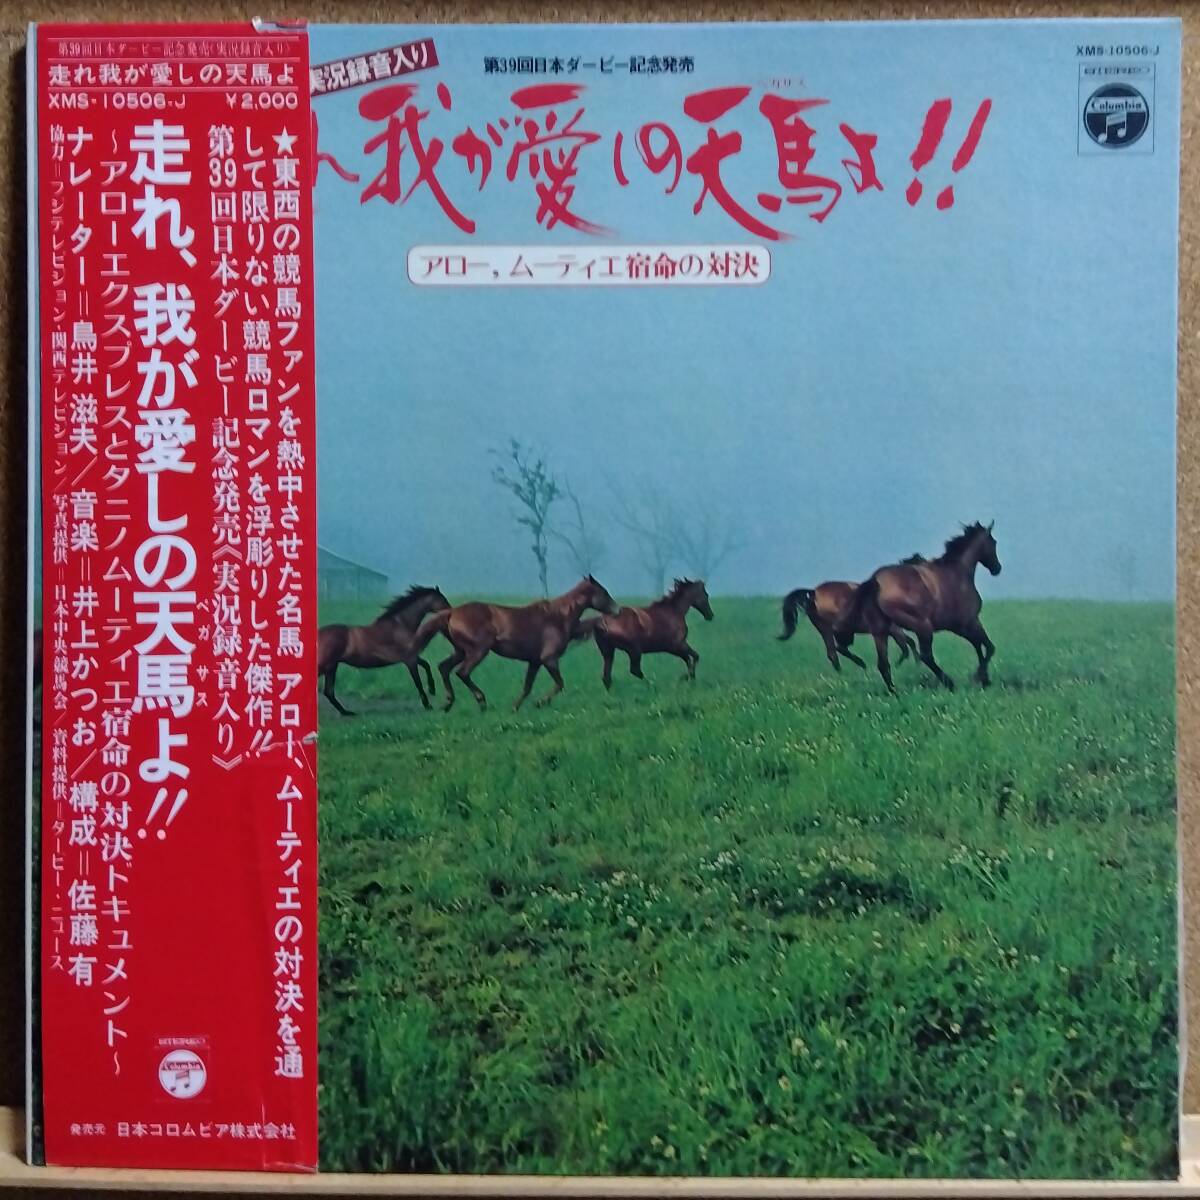 第39回日本ダービー記念発売《実況録音入り》
走れ我が愛しの天馬よ
XMS-10506-J ¥2,000
★東西の競馬ファンを熱中させた名馬 アロー、ムーティエの対決を通
して限りない競馬ロマンを浮彫りした傑作!!
第39回日本ダービー記念発売《実況録音入り》
走れ、我が愛しの天馬よ!!
ペガサス
~アローエクスプレスとタニノムーティエ宿命の対決ドキュメント~
ナレーター=鳥井滋夫/音楽=井上かつお/構成=佐藤 有
協力=フジテレビジョン、関西テレビジョン/写真提供=日本中央競馬会/資料提供=ダービー・ニュース
STEREO
Columbia
発売元 日本コロムビア株式会社
実況録音入り
第39回日本ダービー記念発売
XMS-10506-J
STEREO
Columbia
ペガサス
れ 我が愛しの天馬よ!!
アロー,ムーティエ宿命の対決